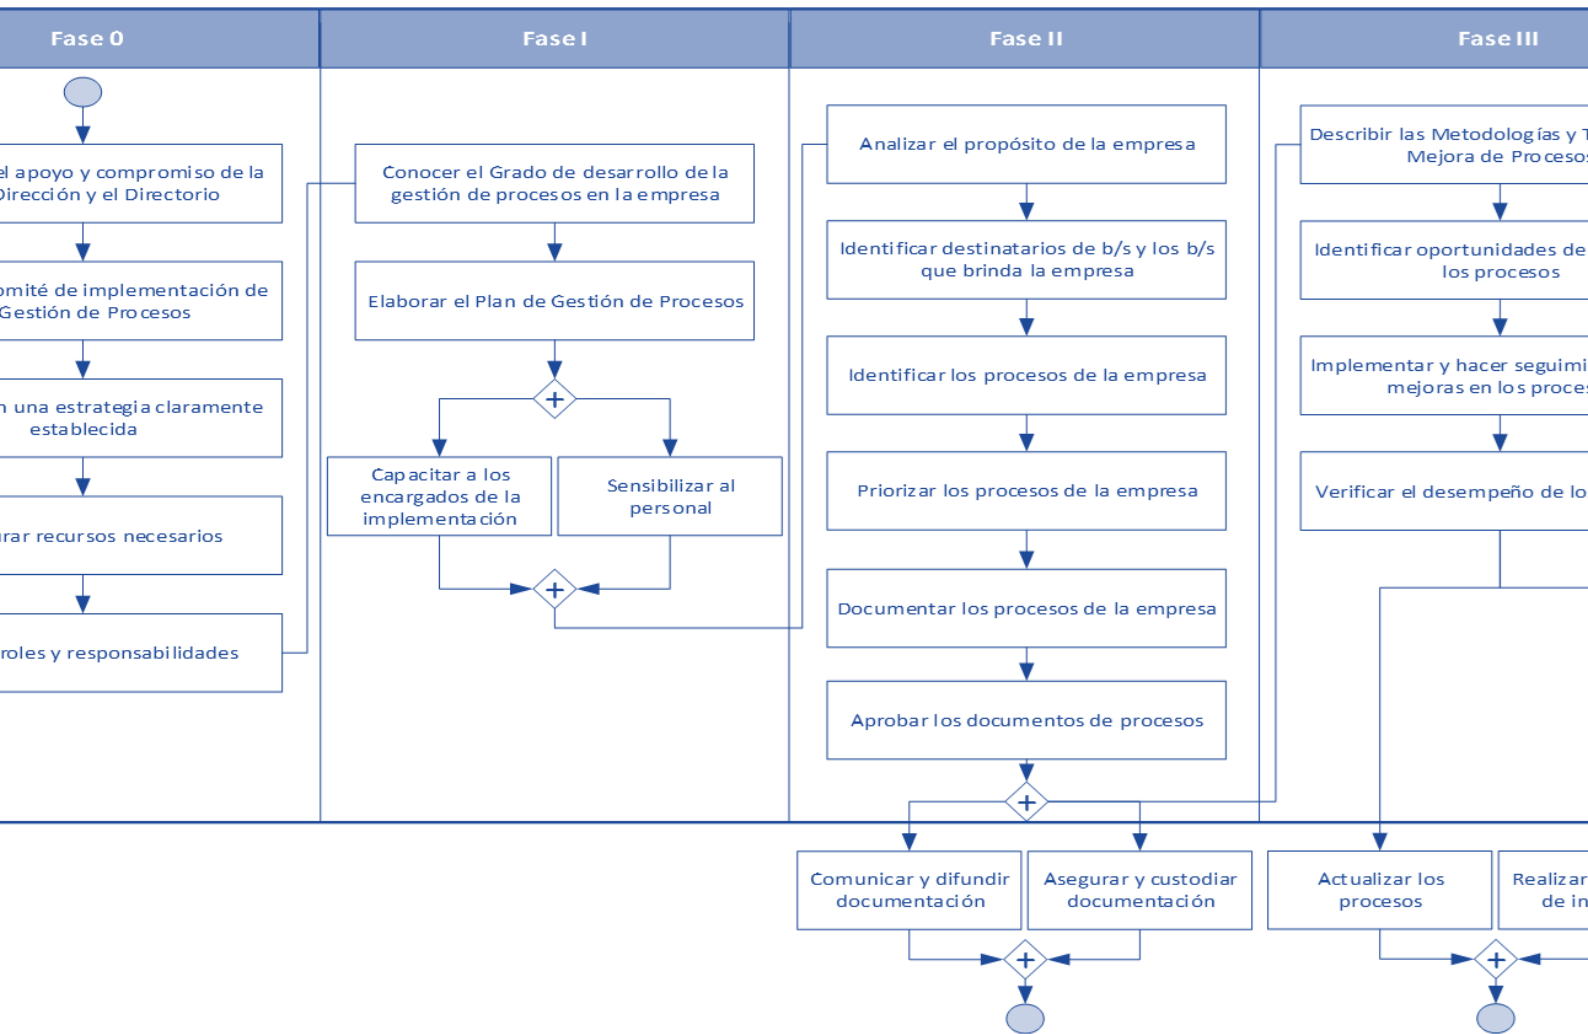 Fase 0
el apoyo y compromiso de la
Dirección y el Directorio
omité de implementación de
Gestión de Procesos
una estrategia claramente
establecida
recursos necesarios
roles y responsabilidades
Fase I
Conocer el Grado de desarrollo de la
gestión de procesos en la empresa
Elaborar el Plan de Gestión de Procesos
+
Capacitar a los
encargados de la
implementación
Sensibilizar al
personal
+
Fase II
Analizar el propósito de la empresa
Identificar destinatarios de b/s y los b/s
que brinda la empresa
Identificar los procesos de la empresa
Priorizar los procesos de la empresa
Documentar los procesos de la empresa
Aprobar los documentos de procesos
+
Comunicar y difundir
documentación
Asegurar y custodiar
documentación
+
Fase III
Describir las Metodologías y
Mejora de Procesos
Identificar oportunidades de
los procesos
Implementar y hacer
mejoras en los
Verificar el desempeño de
Actualizar los
procesos
Realizar
de
+